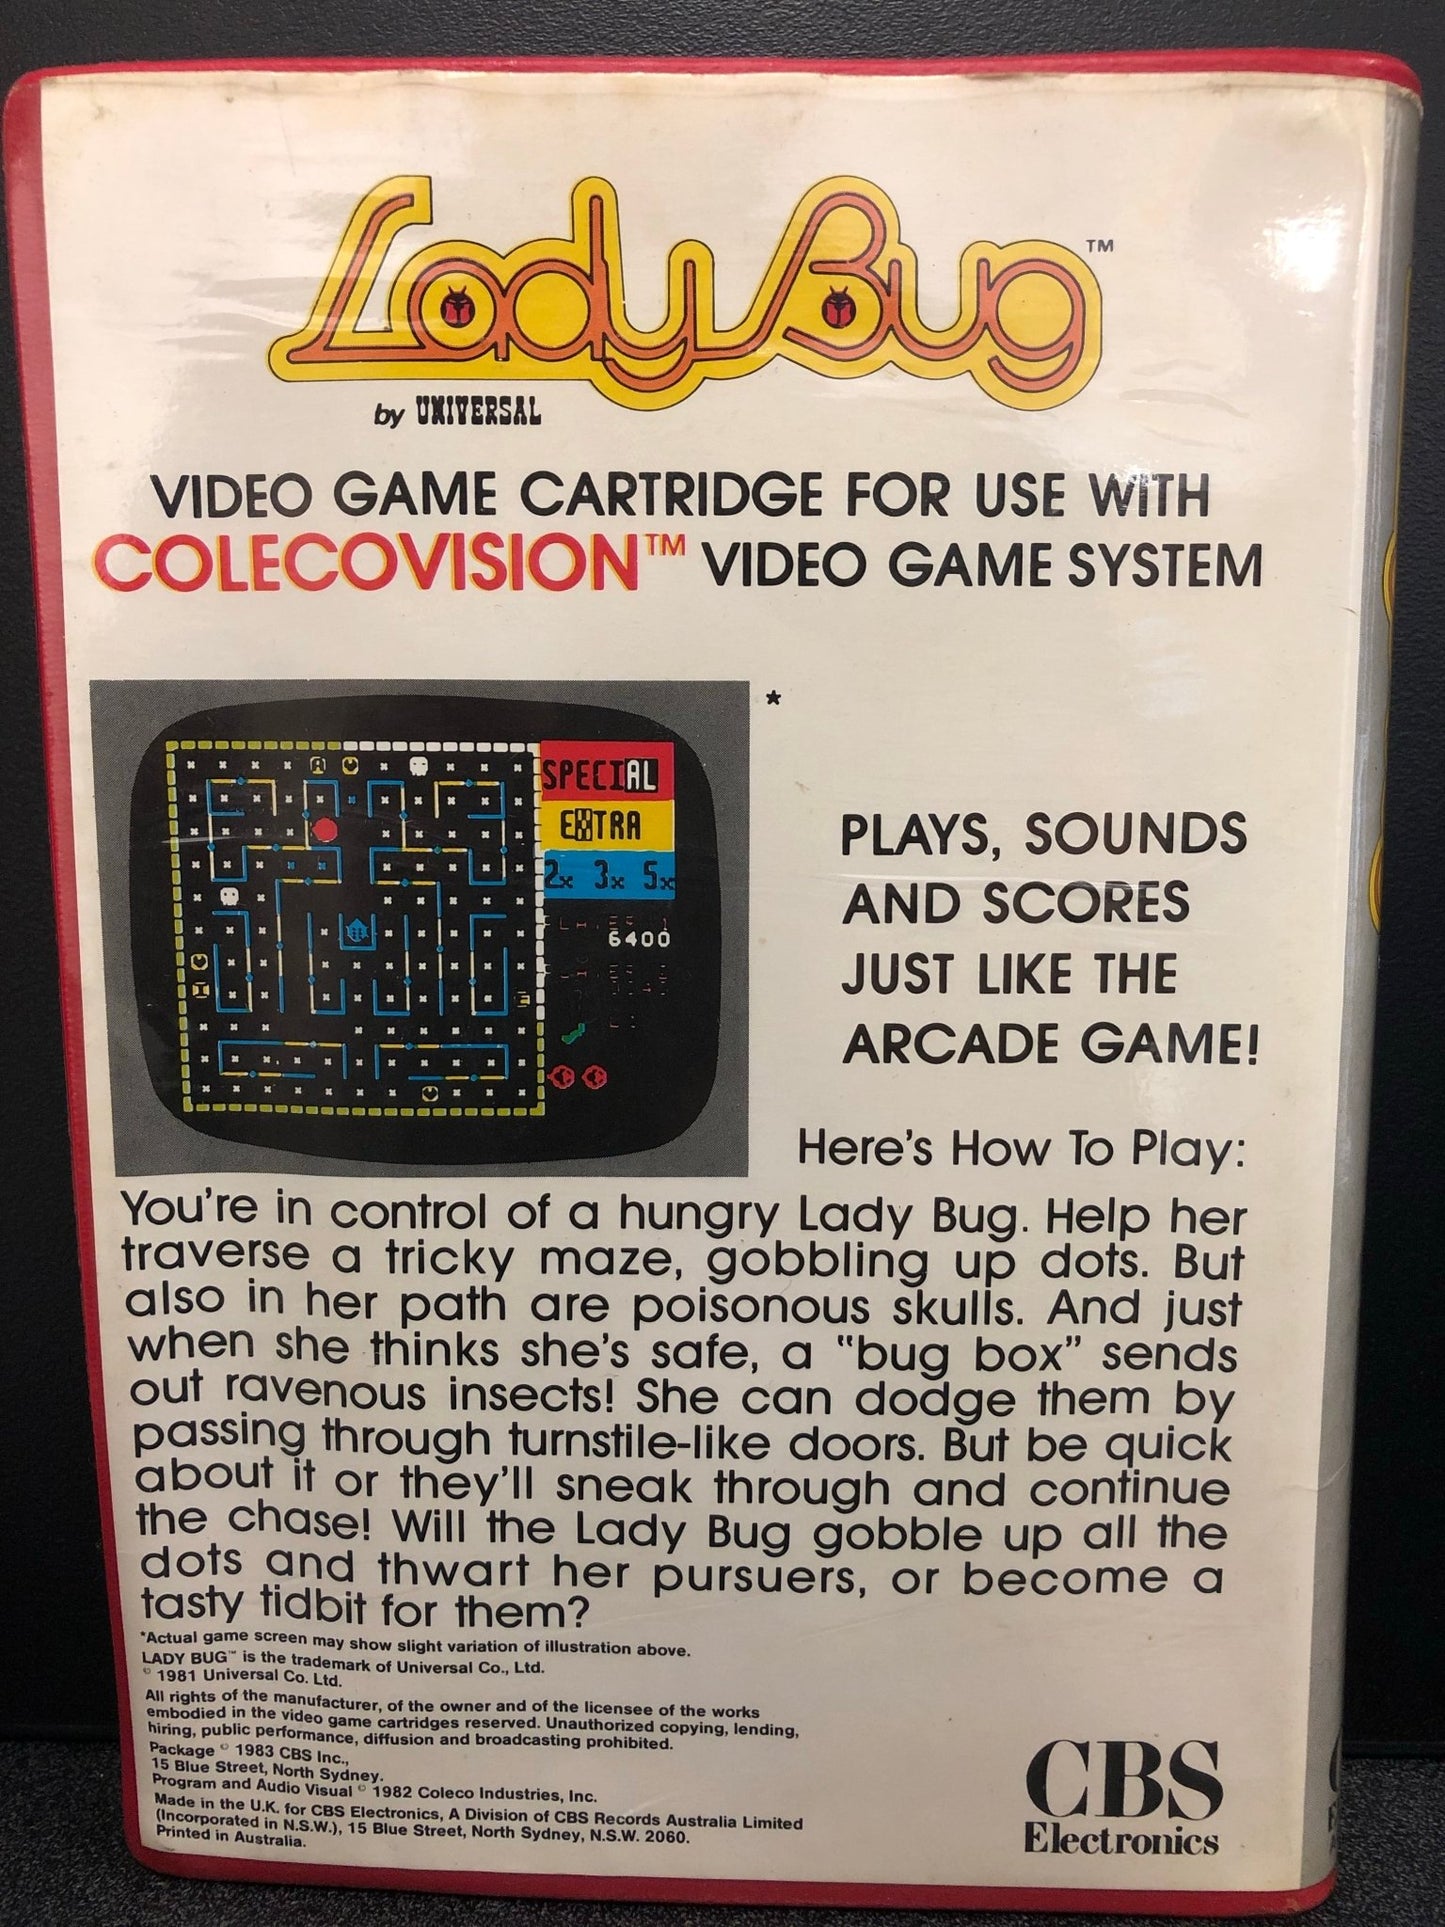 Lady Bug™
by UNIVERSAL
VIDEO GAME CARTRIDGE FOR USE WITH
COLECOVISION™ VIDEO GAME SYSTEM
*
SPECIAL
EXTRA
2x 3x 5x
6400
PLAYS, SOUNDS
AND SCORES
JUST LIKE THE
ARCADE GAME!
Here's How To Play:
You're in control of a hungry Lady Bug. Help her
traverse a tricky maze, gobbling up dots. But
also in her path are poisonous skulls. And just
when she thinks she's safe, a "bug box" sends
out ravenous insects! She can dodge them by
passing through turnstile-like doors. But be quick
about it or they'll sneak through and continue
the chase! Will the Lady Bug gobble up all the
dots and thwart her pursuers, or become a
tasty tidbit for them?
*Actual game screen may show slight variation of illustration above.
LADY BUG™ is the trademark of Universal Co., Ltd.
© 1981 Universal Co. Ltd.
All rights of the manufacturer, of the owner and of the licensee of the works
embodied in the video game cartridges reserved. Unauthorized copying, lending,
hiring, public performance, diffusion and broadcasting prohibited.
Package © 1983 CBS Inc.,
15 Blue Street, North Sydney.
Program and Audio Visual © 1982 Coleco Industries, Inc.
Made in the U.K. for CBS Electronics, A Division of CBS Records Australia Limited
(Incorporated in N.S.W.), 15 Blue Street, North Sydney, N.S.W. 2060.
Printed in Australia.
CBS
Electronics